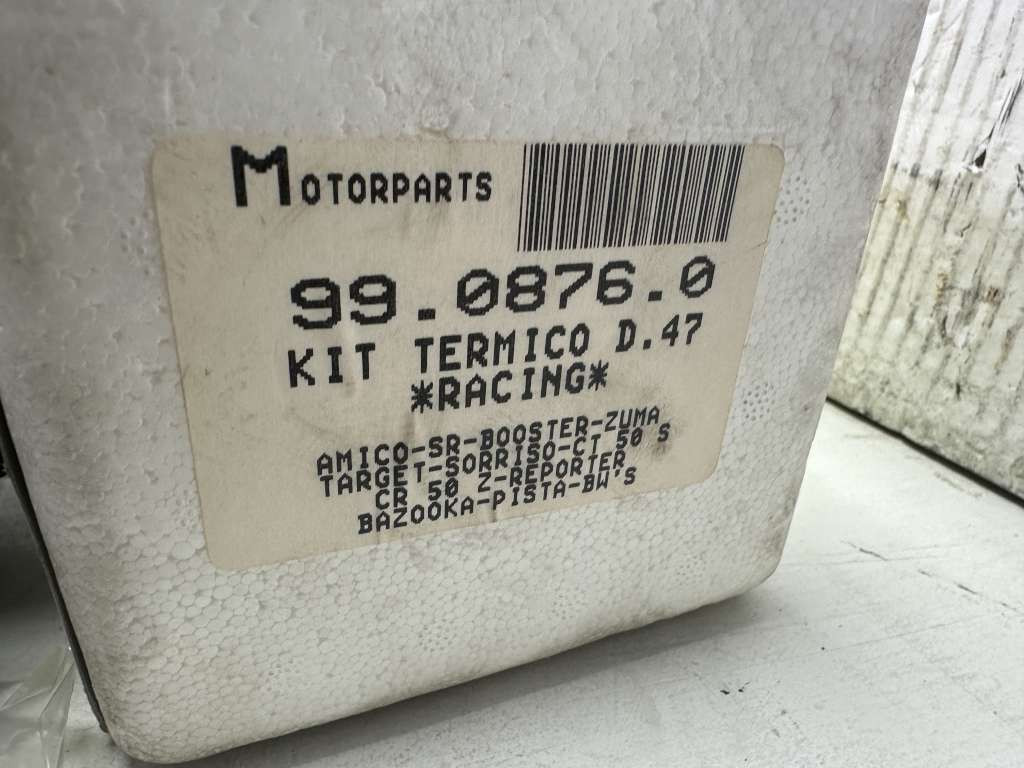 MOTORPARTS
99.0876.0
KIT TERMICO D.47
*RACING*
AMICO-SR-BOOSTER-ZUMA
TARGET-SORRISO-CT 50 S
CR 50 Z-REPORTER
BAZOOKA-PISTA-BW'S